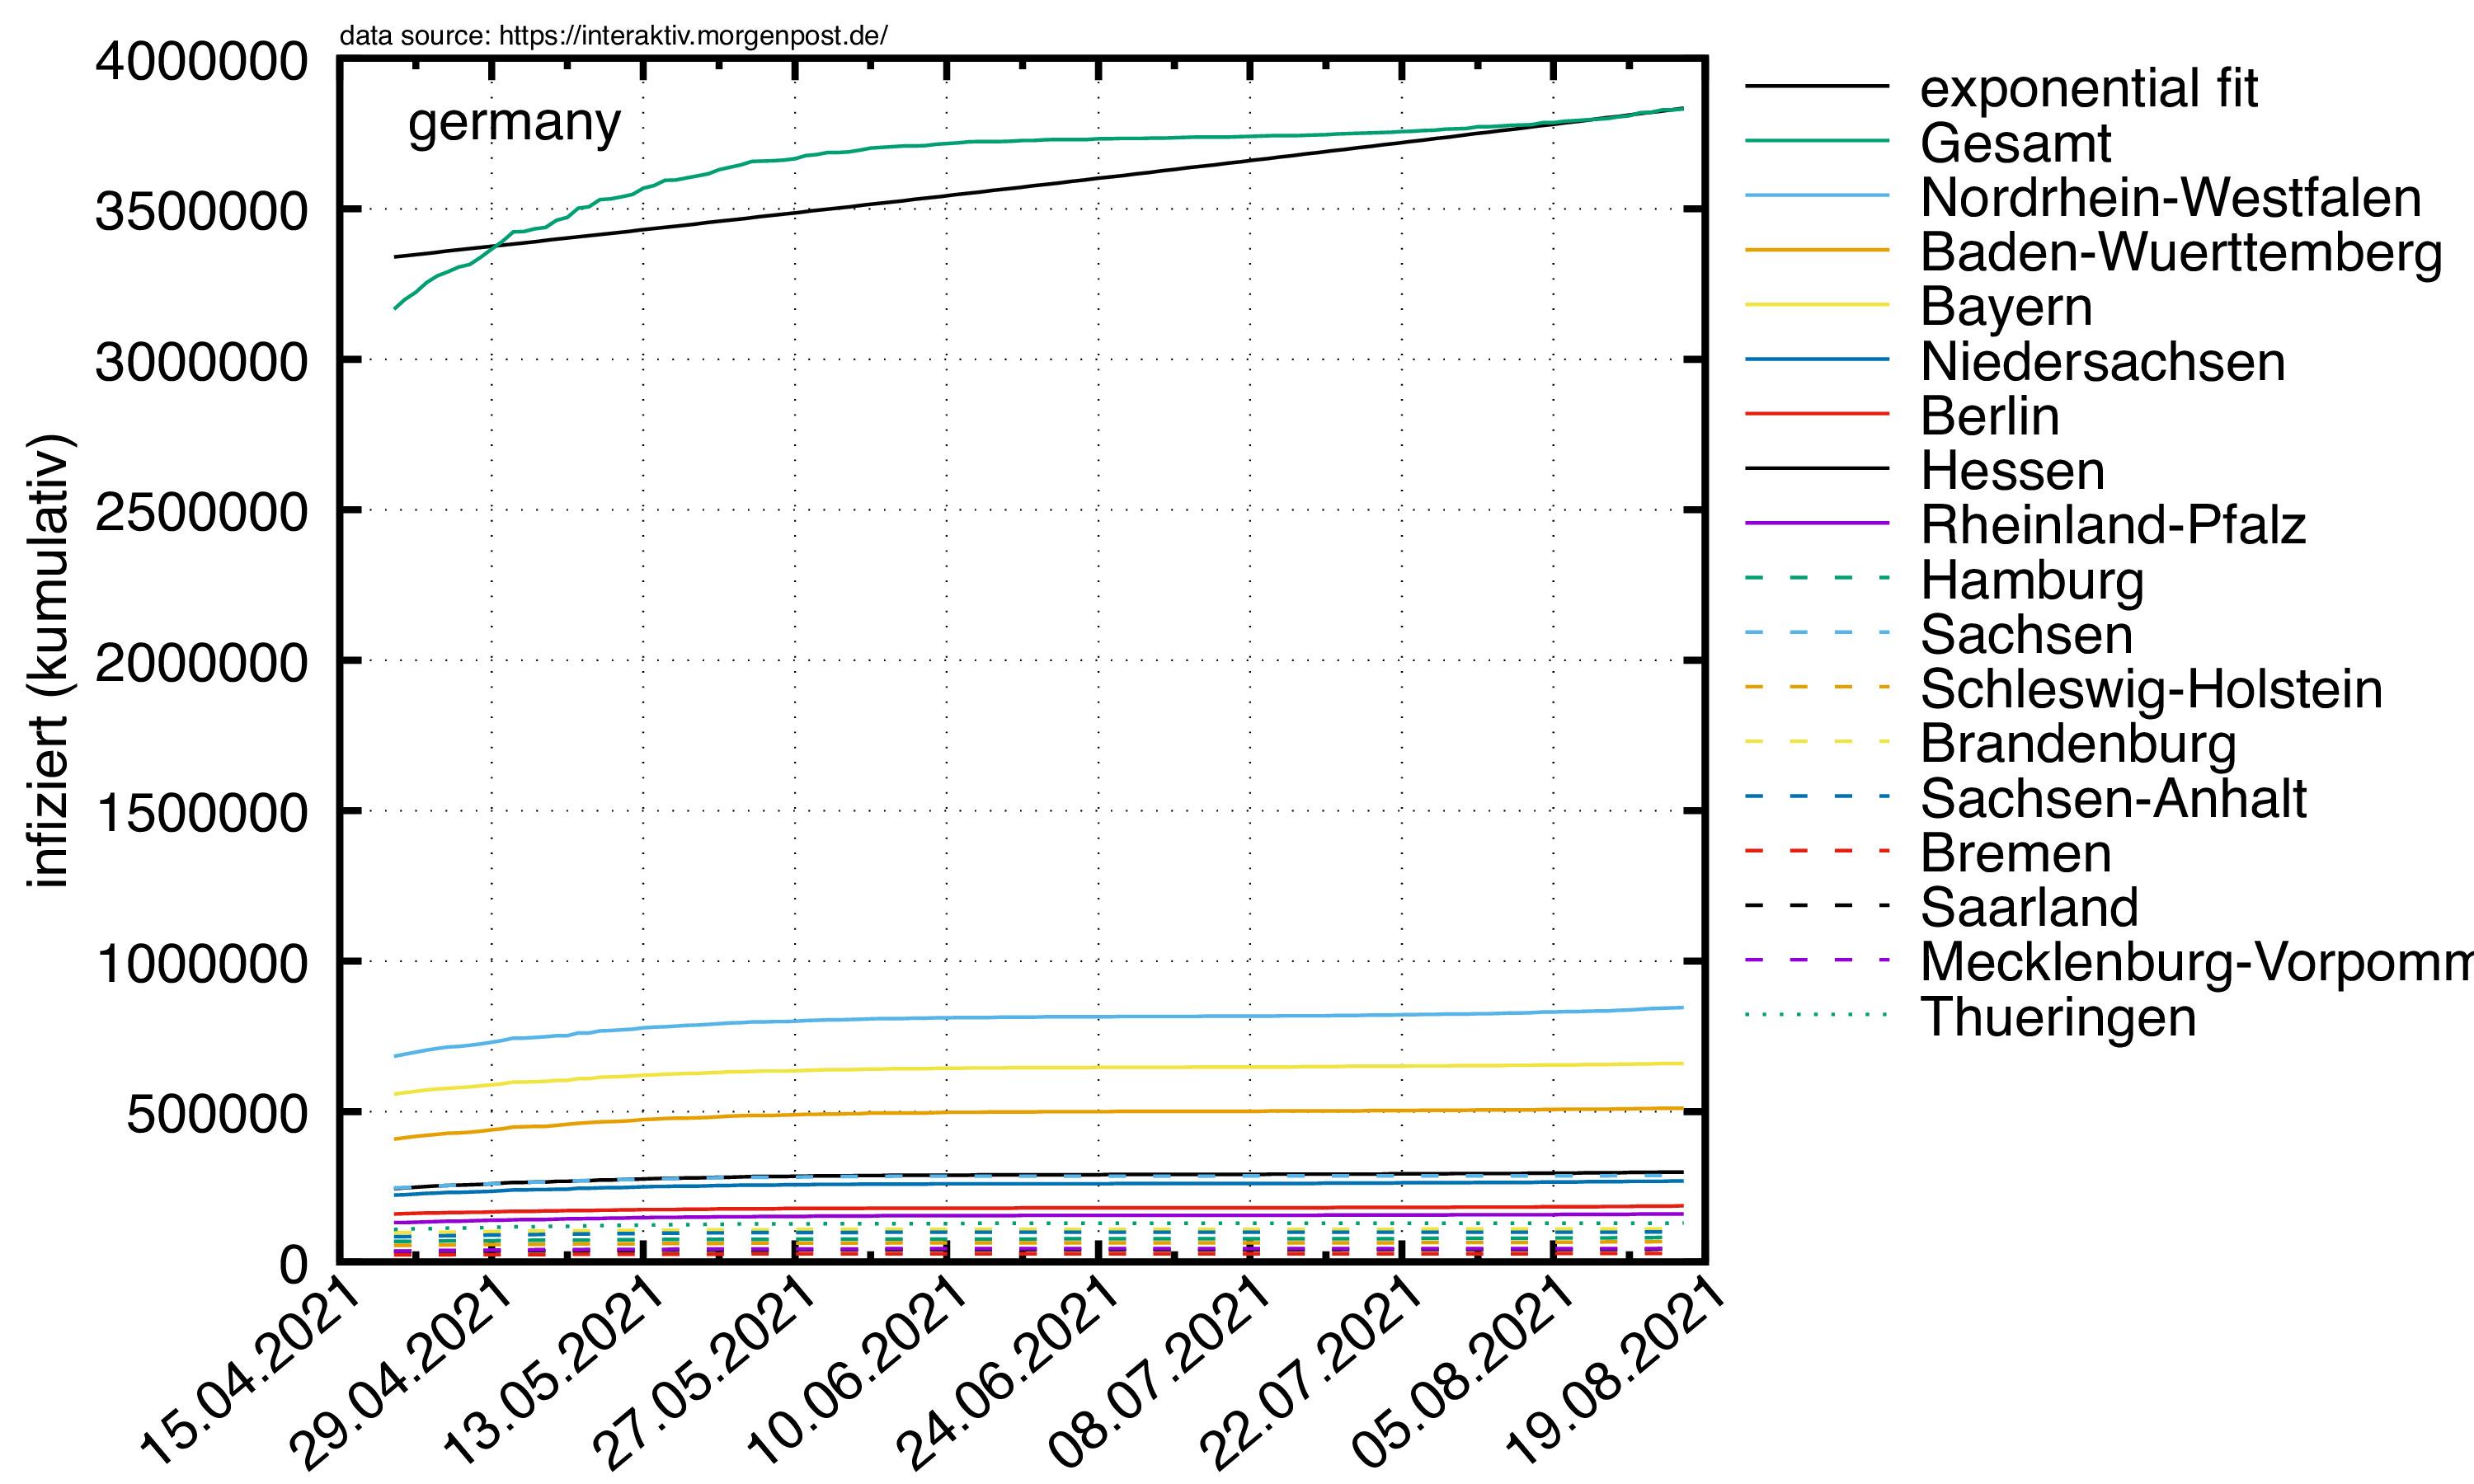 data source: https://interaktiv.morgenpost.de/
germany
infiziert (kumulativ)
4000000
3500000
3000000
2500000
2000000
1500000
1000000
500000
0
15.04.2021
29.04.2021
13.05.2021
27.05.2021
10.06.2021
24.06.2021
08.07.2021
22.07.2021
05.08.2021
19.08.2021
exponential fit
Gesamt
Nordrhein-Westfalen
Baden-Wuerttemberg
Bayern
Niedersachsen
Berlin
Hessen
Rheinland-Pfalz
Hamburg
Sachsen
Schleswig-Holstein
Brandenburg
Sachsen-Anhalt
Bremen
Saarland
Mecklenburg-Vorpomm
Thueringen